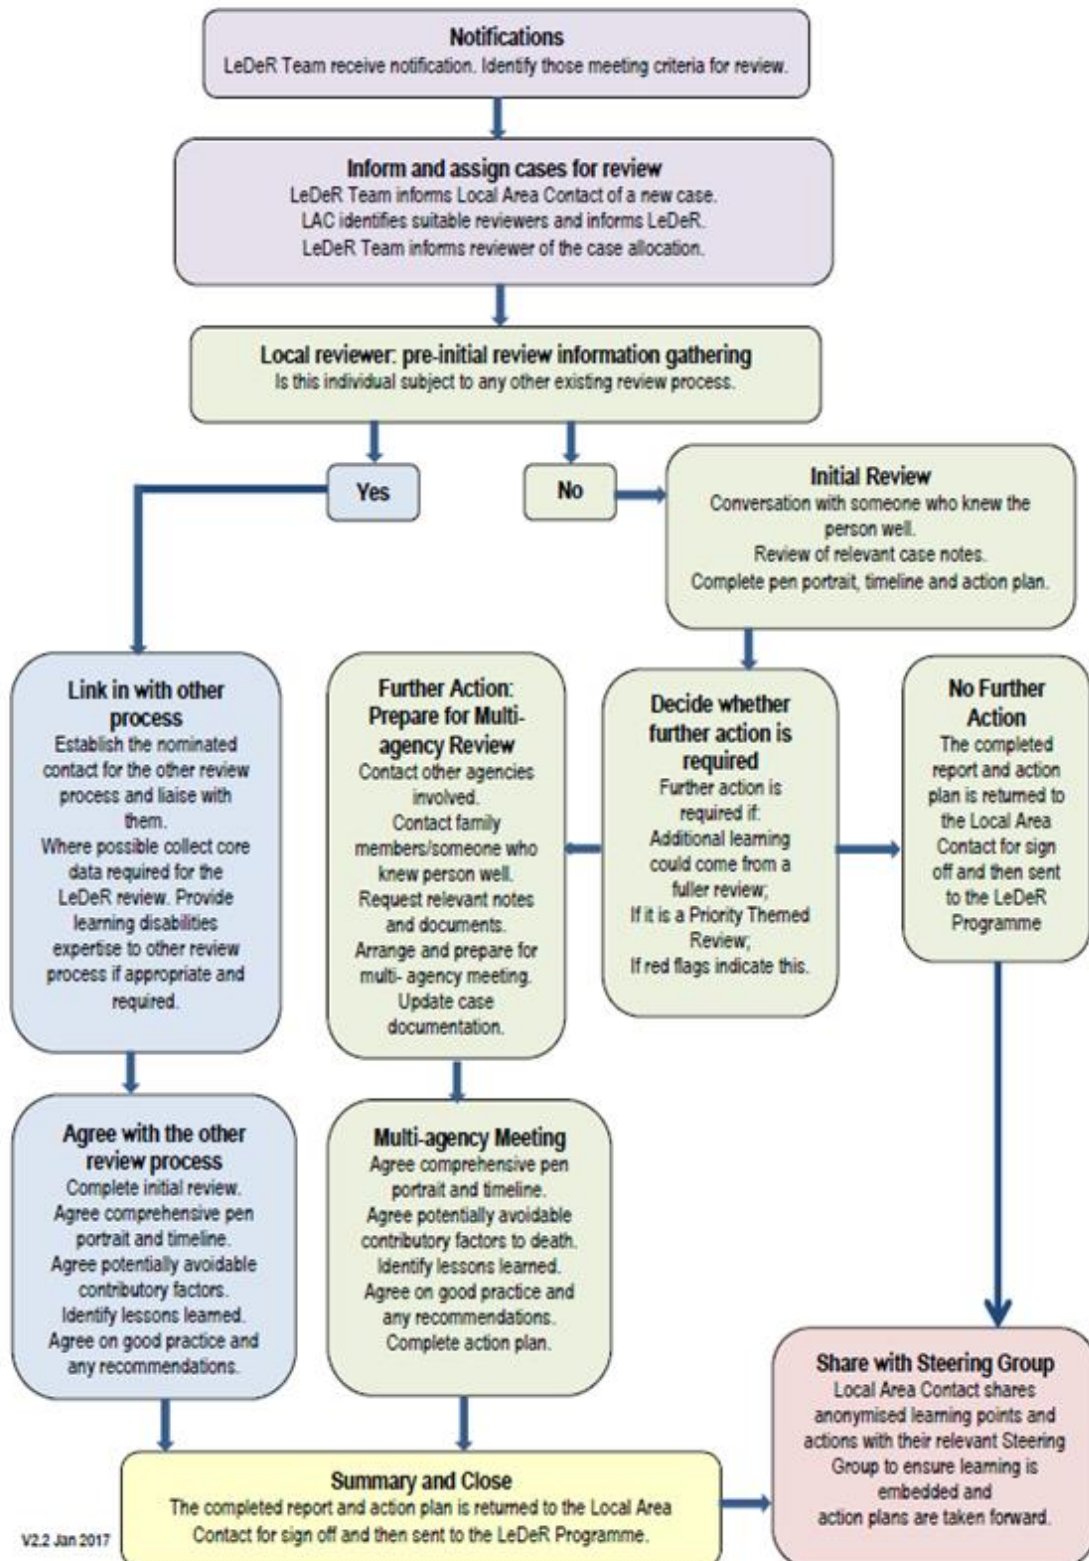 Notifications
LeDeR Team receive notification. Identify those meeting criteria for review.
Inform and assign cases for review
LeDeR Team informs Local Area Contact of a new case.
LAC identifies suitable reviewers and informs LeDeR.
LeDeR Team informs reviewer of the case allocation.
Local reviewer: pre-initial review information gathering
Is this individual subject to any other existing review process.
Yes
No
Initial Review
Conversation with someone who knew the
person well.
Review of relevant case notes.
Complete pen portrait, timeline and action plan.
Link in with other
process
Establish the nominated
contact for the other review
process and liaise with
them.
Where possible collect core
data required for the
LeDeR review. Provide
learning disabilities
expertise to other review
process if appropriate and
required.
Further Action:
Prepare for Multi-
agency Review
Contact other agencies
involved.
Contact family
members/someone who
knew person well.
Request relevant notes
and documents.
Arrange and prepare for
multi- agency meeting.
Update case
documentation.
Decide whether
further action is
required
Further action is
required if:
Additional learning
could come from a
fuller review;
If it is a Priority Themed
Review;
If red flags indicate this.
No Further
Action
The completed
report and action
plan is returned to
the Local Area
Contact for sign
off and then sent
to the LeDeR
Programme
Agree with the other
review process
Complete initial review.
Agree comprehensive pen
portrait and timeline.
Agree potentially avoidable
contributory factors.
Identify lessons learned.
Agree on good practice and
any recommendations.
Multi-agency Meeting
Agree comprehensive pen
portrait and timeline.
Agree potentially avoidable
contributory factors to death.
Identify lessons learned.
Agree on good practice and
any recommendations.
Complete action plan.
Share with Steering Group
Local Area Contact shares
anonymised learning points and
actions with their relevant Steering
Group to ensure learning is
embedded and
action plans are taken forward.
Summary and Close
The completed report and action plan is returned to the Local Area
Contact for sign off and then sent to the LeDeR Programme.
V2.2 Jan 2017